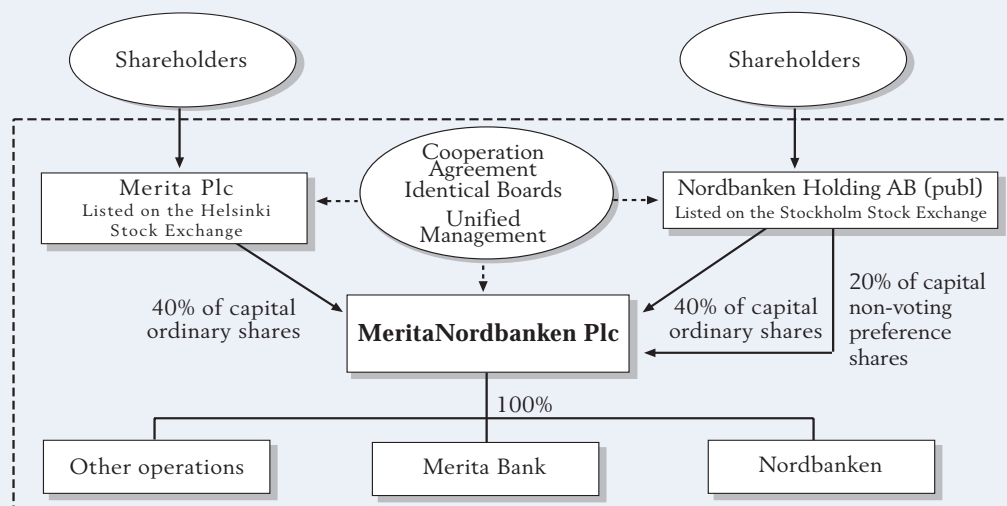 Shareholders
Shareholders
Cooperation
Agreement
Identical Boards
Unified
Management
Merita Plc
Listed on the Helsinki
Stock Exchange
Nordbanken Holding AB (publ)
Listed on the Stockholm Stock Exchange
40% of capital
ordinary shares
40% of capital
ordinary shares
20% of capital
non-voting
preference
shares
MeritaNordbanken Plc
100%
Other operations
Merita Bank
Nordbanken